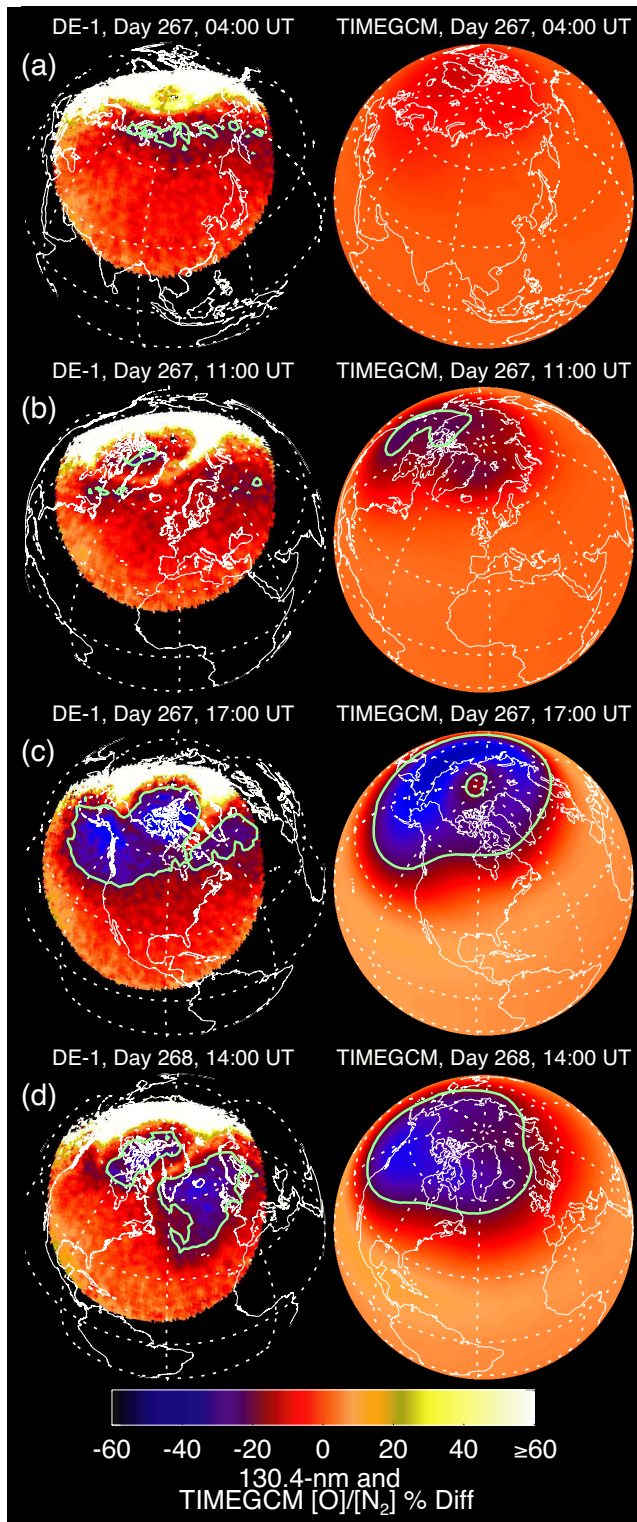 DE-1, Day 267, 04:00 UT
TIMEGCM, Day 267, 04:00 UT
(a)
DE-1, Day 267, 11:00 UT
TIMEGCM, Day 267, 11:00 UT
(b)
DE-1, Day 267, 17:00 UT
TIMEGCM, Day 267, 17:00 UT
(c)
DE-1, Day 268, 14:00 UT
TIMEGCM, Day 268, 14:00 UT
(d)
-60 -40 -20 0 20 40 ≥60
130.4-nm and
TIMEGCM [O]/[N₂] % Diff